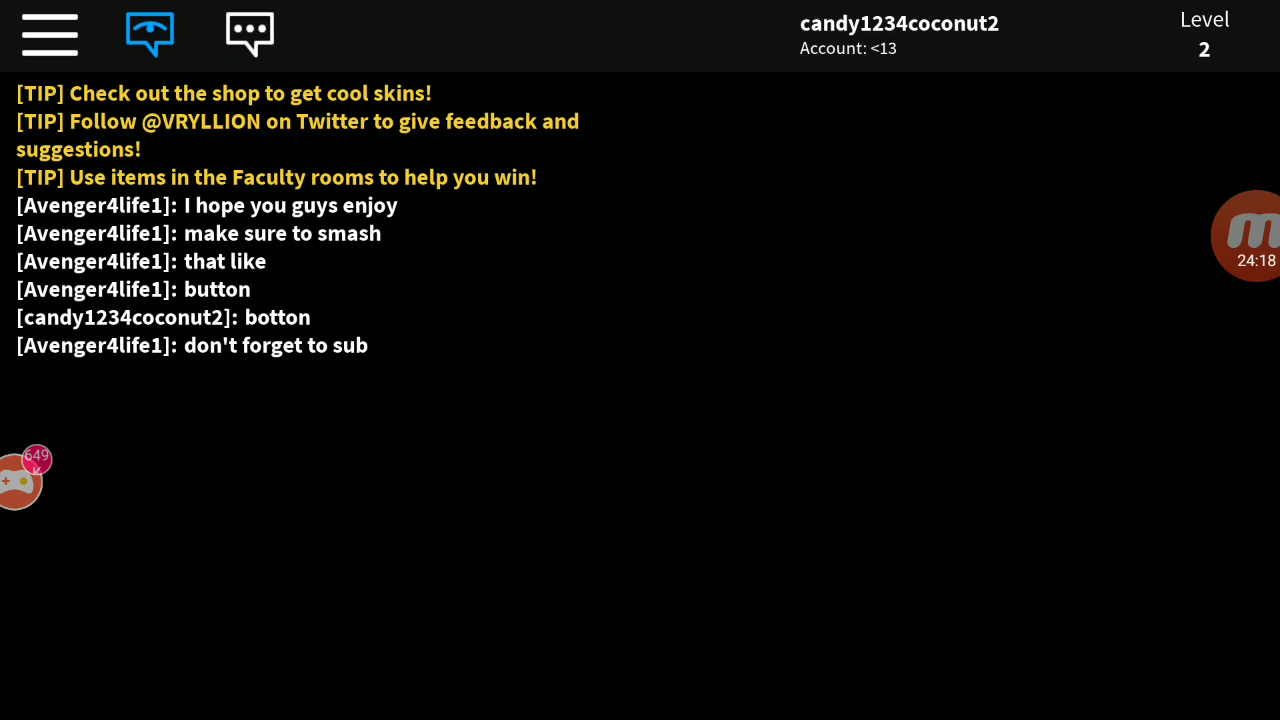 candy1234coconut2
Account: <13
Level
2
[TIP] Check out the shop to get cool skins!
[TIP] Follow @VRYLLION on Twitter to give feedback and
suggestions!
[TIP] Use items in the Faculty rooms to help you win!
[Avenger4life1]: I hope you guys enjoy
[Avenger4life1]: make sure to smash
[Avenger4life1]: that like
[Avenger4life1]: button
[candy1234coconut2]: botton
[Avenger4life1]: don't forget to sub
24:18
649
K